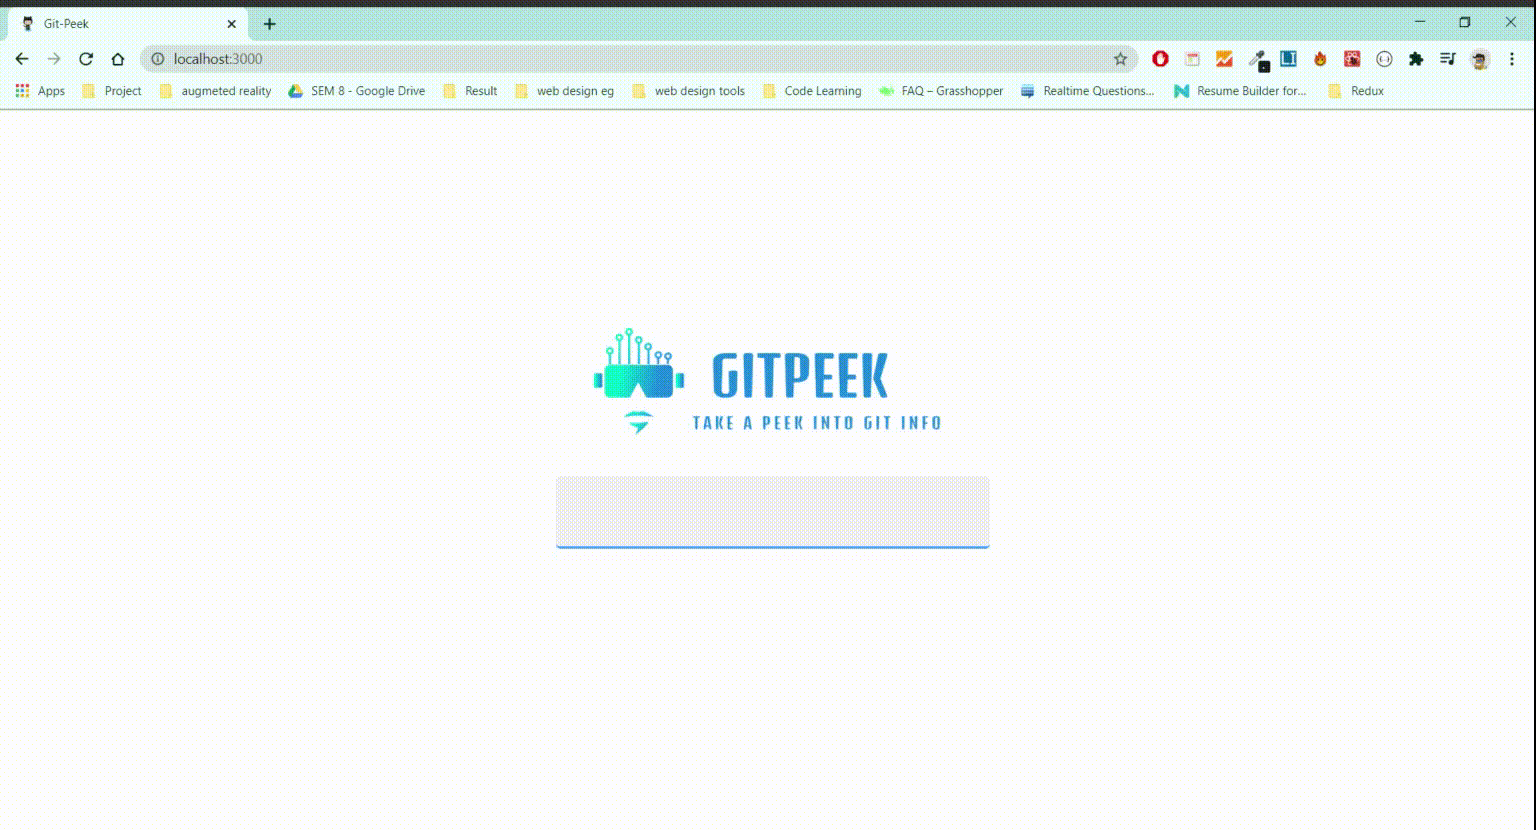 Git-Peek
localhost:3000
Apps Project augmeted reality SEM 8 - Google Drive Result web design eg web design tools Code Learning FAQ – Grasshopper Realtime Questions... Resume Builder for... Redux
GITPEEK
TAKE A PEEK INTO GIT INFO